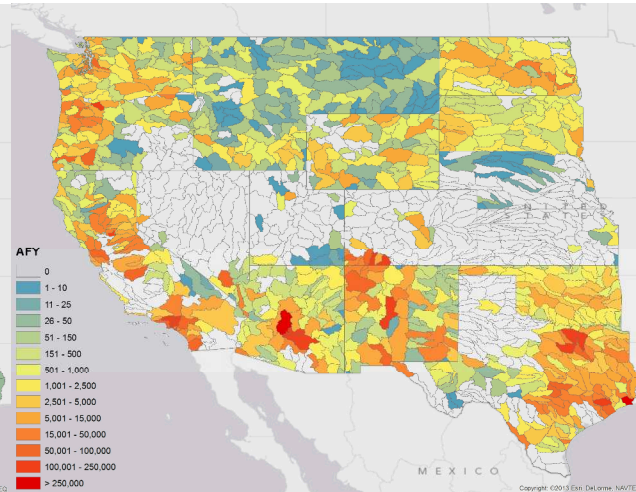 UNITED
STATES
AFY
0
1 - 10
11 - 25
26 - 50
51 - 150
151 - 500
501 - 1,000
1,001 - 2,500
2,501 - 5,000
5,001 - 15,000
15,001 - 50,000
50,001 - 100,000
100,001 - 250,000
> 250,000
MEXICO
Copyright: ©2013 Esri, DeLorme, NAVTE